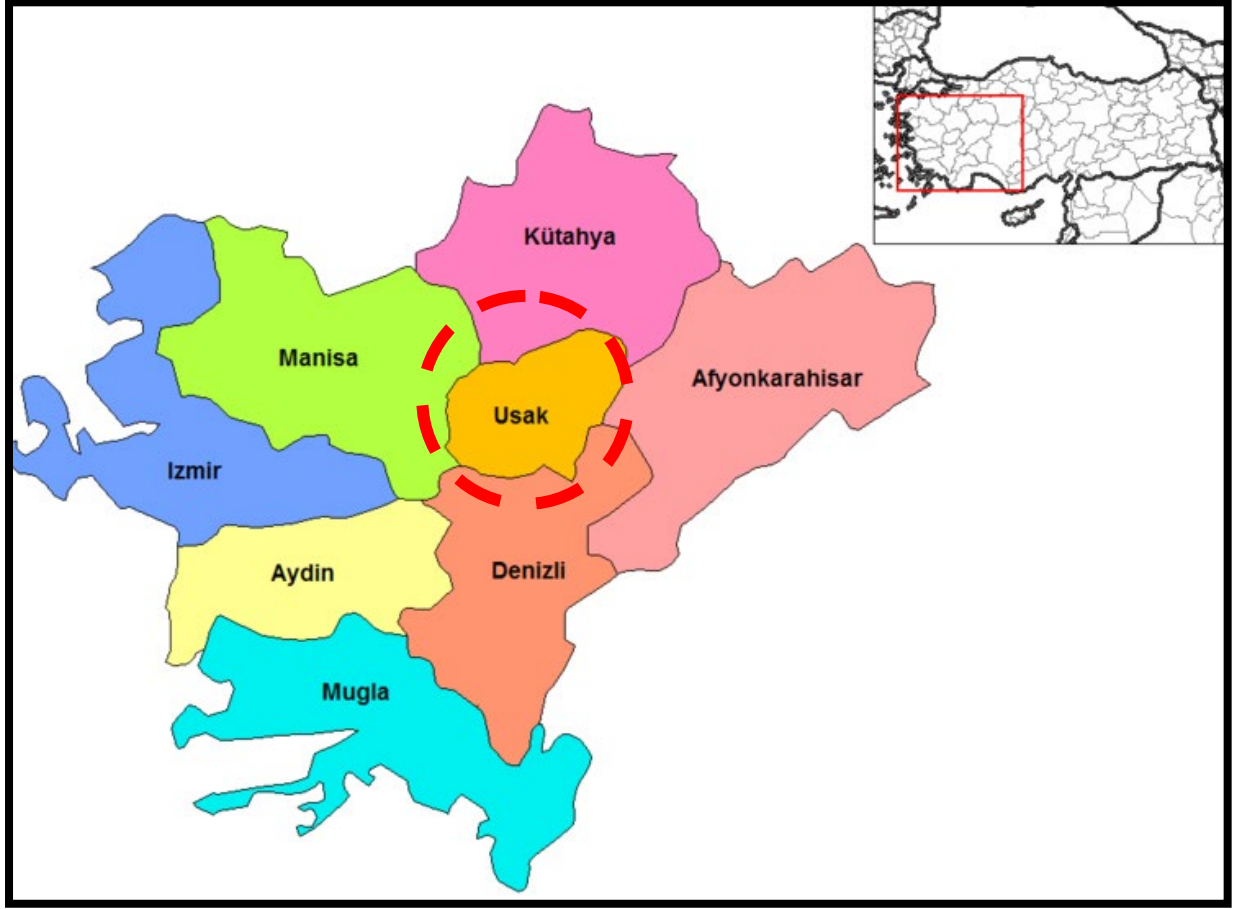 Kütahya
Manisa
Afyonkarahisar
Usak
Izmir
Denizli
Aydin
Mugla